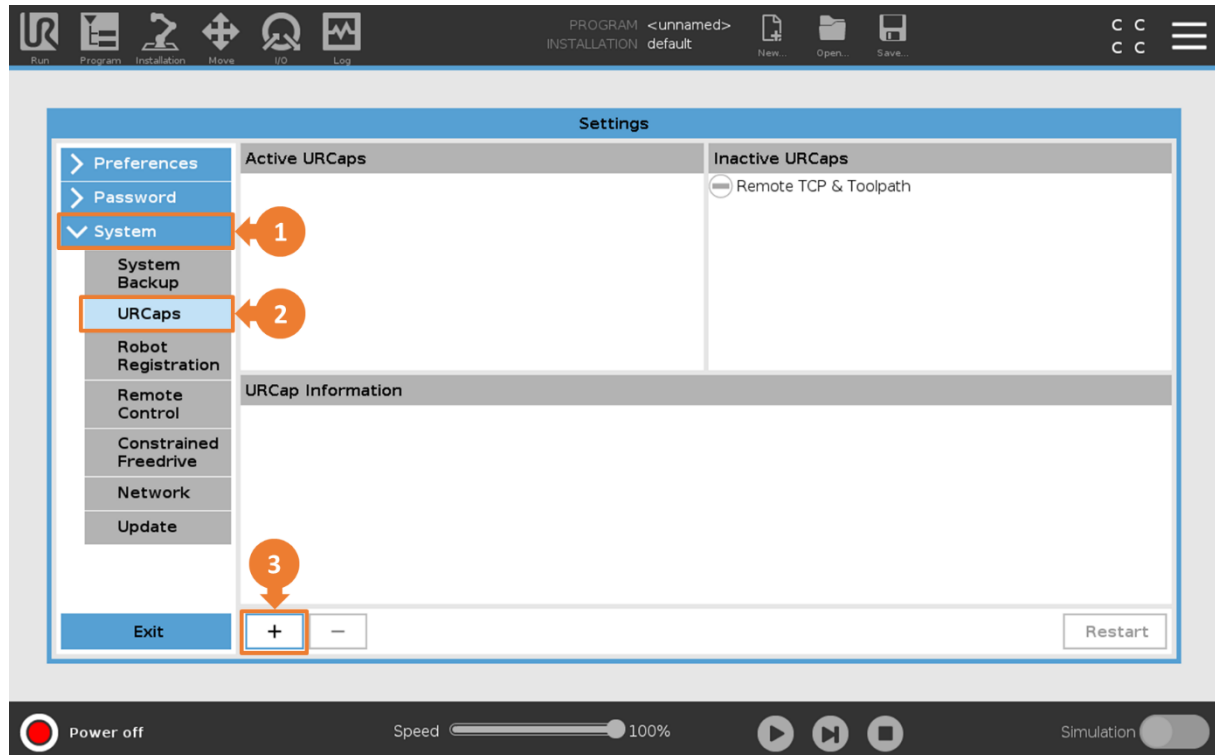 PROGRAM <unnamed>
INSTALLATION default
UR
Run
Program
Installation
Move
I/O
Log
New...
Open...
Save...
C C
C C
Settings
Preferences
Password
System
System
Backup
URCaps
Robot
Registration
Remote
Control
Constrained
Freedrive
Network
Update
Exit
1
2
3
Active URCaps
Inactive URCaps
Remote TCP & Toolpath
URCap Information
+
−
Restart
Power off
Speed
100%
Simulation